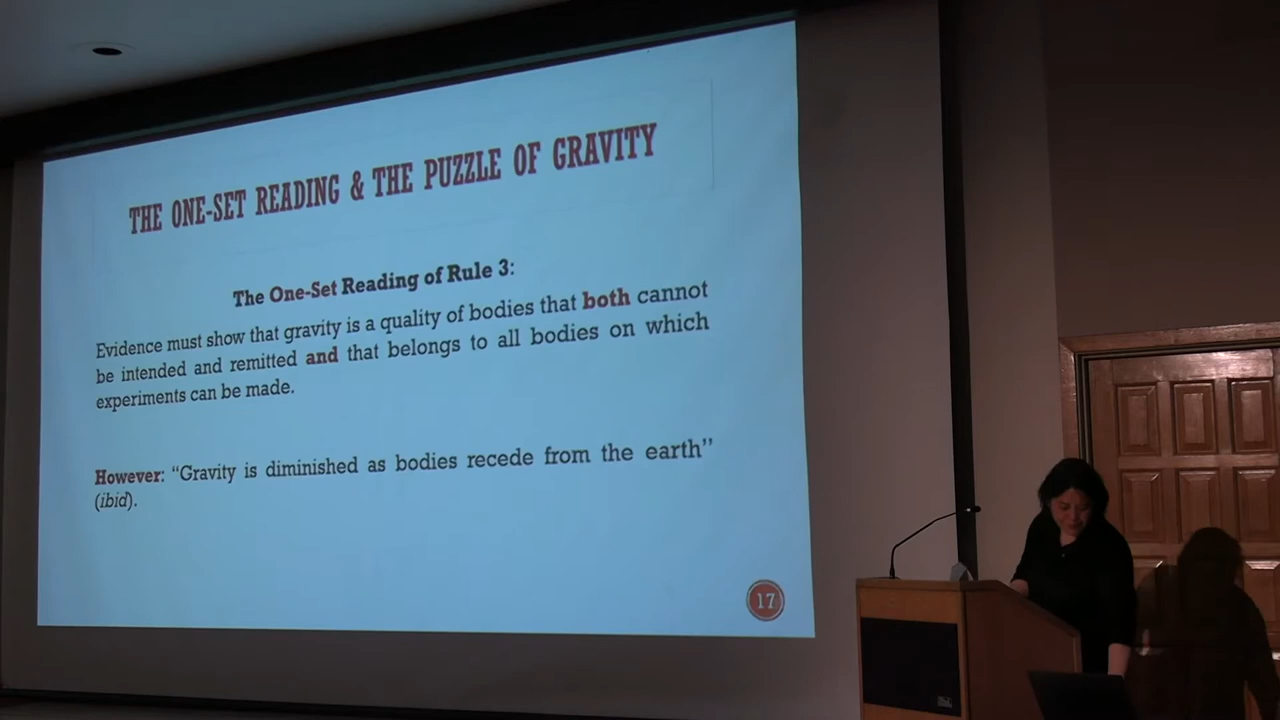 THE ONE-SET READING & THE PUZZLE OF GRAVITY
The One-Set Reading of Rule 3:
Evidence must show that gravity is a quality of bodies that both cannot
be intended and remitted and that belongs to all bodies on which
experiments can be made.
However: “Gravity is diminished as bodies recede from the earth”
(ibid).
17